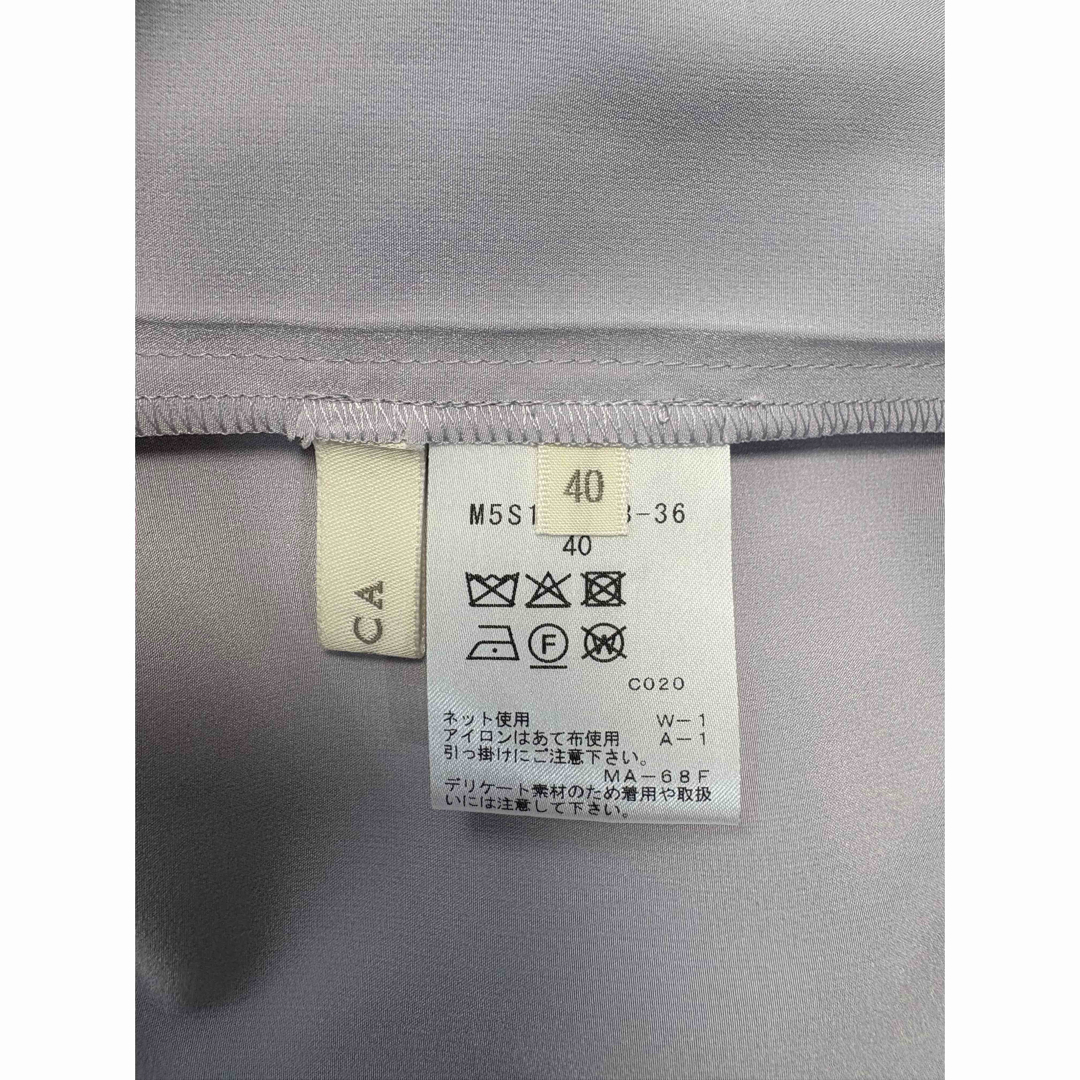 40
40
CA
C020
ネット使用 W-1
アイロンはあて布使用 A-1
引っ掛けにご注意下さい。
MA-68F
デリケート素材のため着用や取扱
いには注意して下さい。